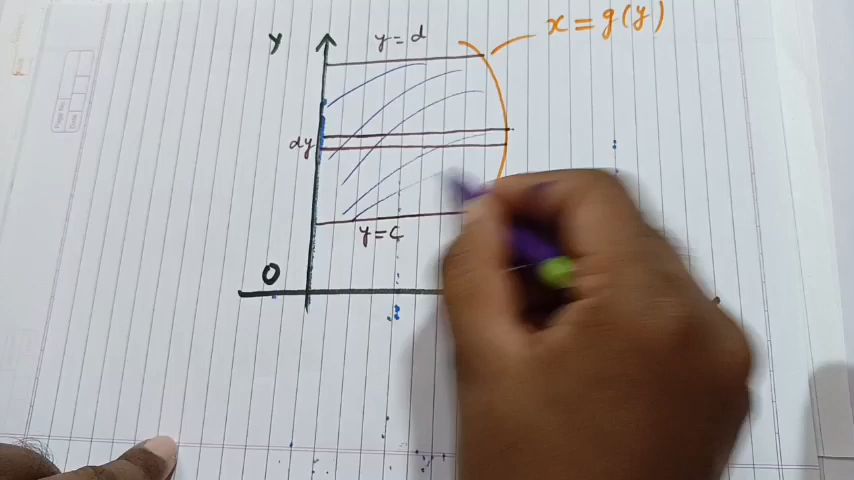 x = g(y)
Y
y = d
dy
y = c
O